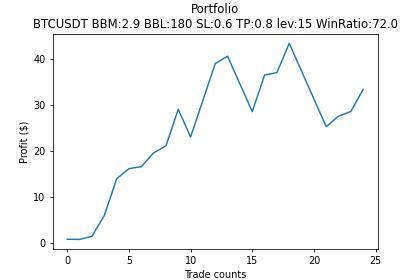 Portfolio
BTCUSDT BBM:2.9 BBL:180 SL:0.6 TP:0.8 lev:15 WinRatio:72.0
40
30
20
10
0
Profit ($)
0 5 10 15 20 25
Trade counts